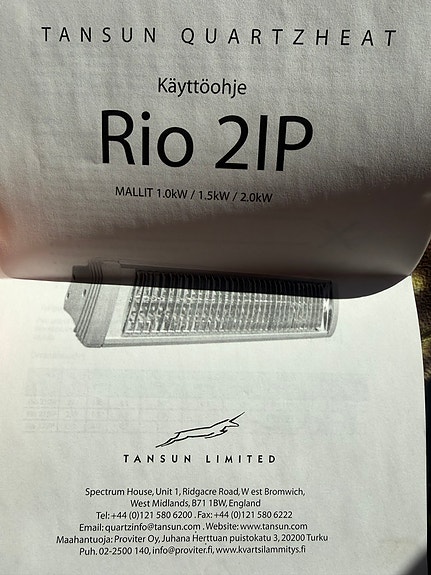 TANSUN QUARTZHEAT
Käyttöohje
Rio 2IP
MALLIT 1.0kW / 1.5kW / 2.0kW
TANSUN LIMITED
Spectrum House, Unit 1, Ridgacre Road, W est Bromwich,
West Midlands, B71 1BW, England
Tel: +44 (0)121 580 6200 . Fax: +44 (0)121 580 6222
Email: quartzinfo@tansun.com . Website: www.tansun.com
Maahantuoja: Proviter Oy, Juhana Herttuan puistokatu 3, 20200 Turku
Puh. 02-2500 140, info@proviter.fi, www.kvartsilammitys.fi